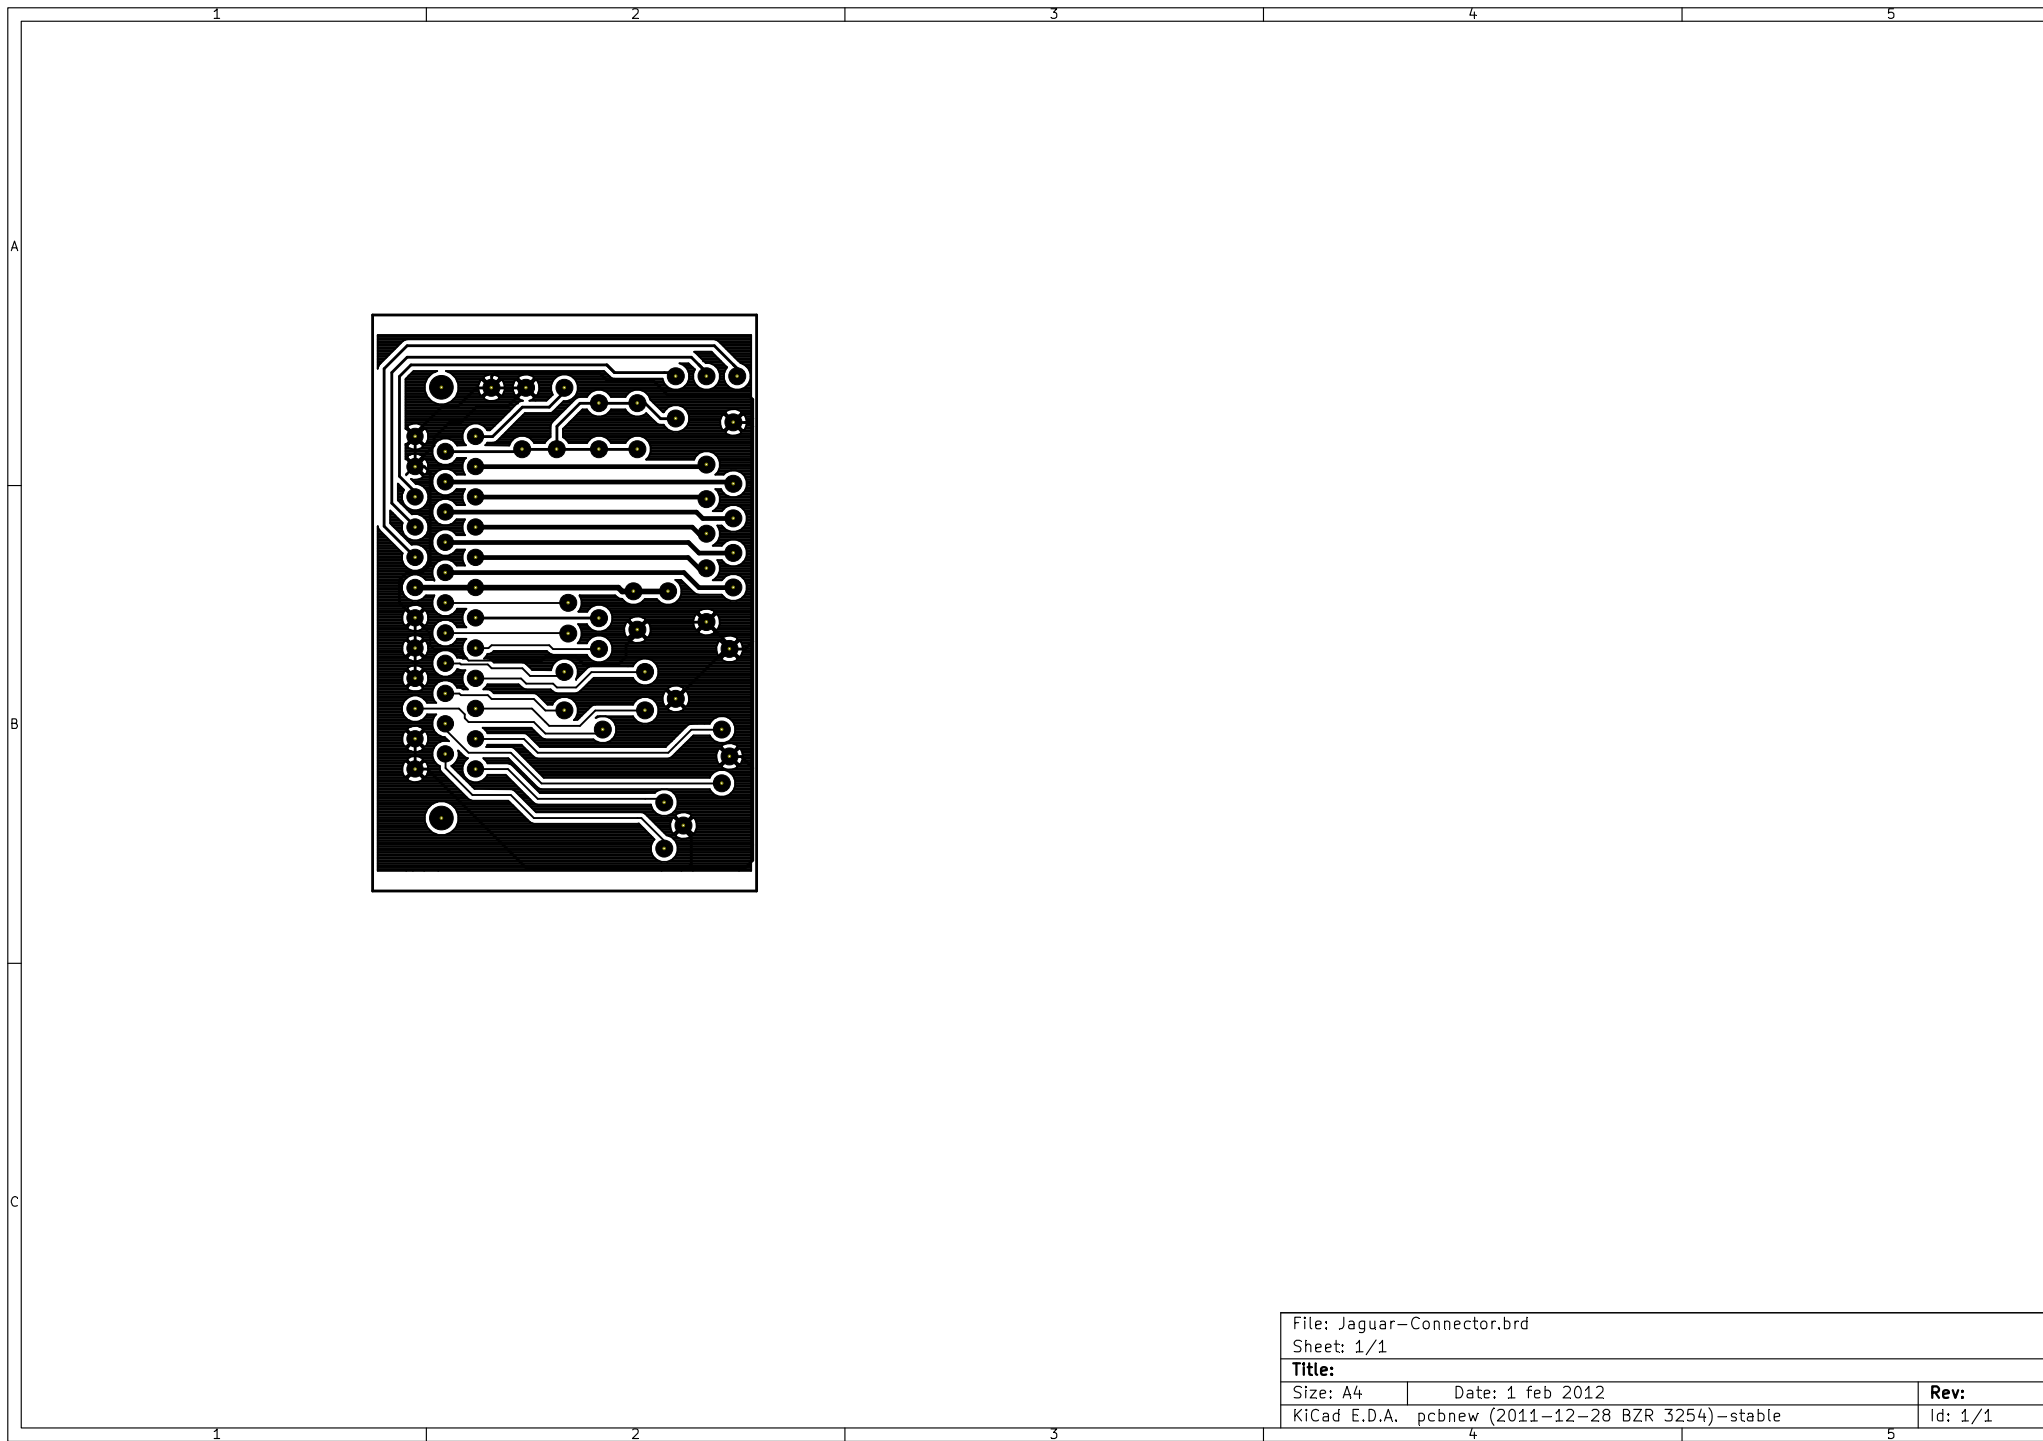 1 2 3 4 5
A
B
C
File: Jaguar-Connector.brd
Sheet: 1/1
Title:
Size: A4 Date: 1 feb 2012 Rev:
KiCad E.D.A. pcbnew (2011-12-28 BZR 3254)-stable Id: 1/1
1 2 3 4 5